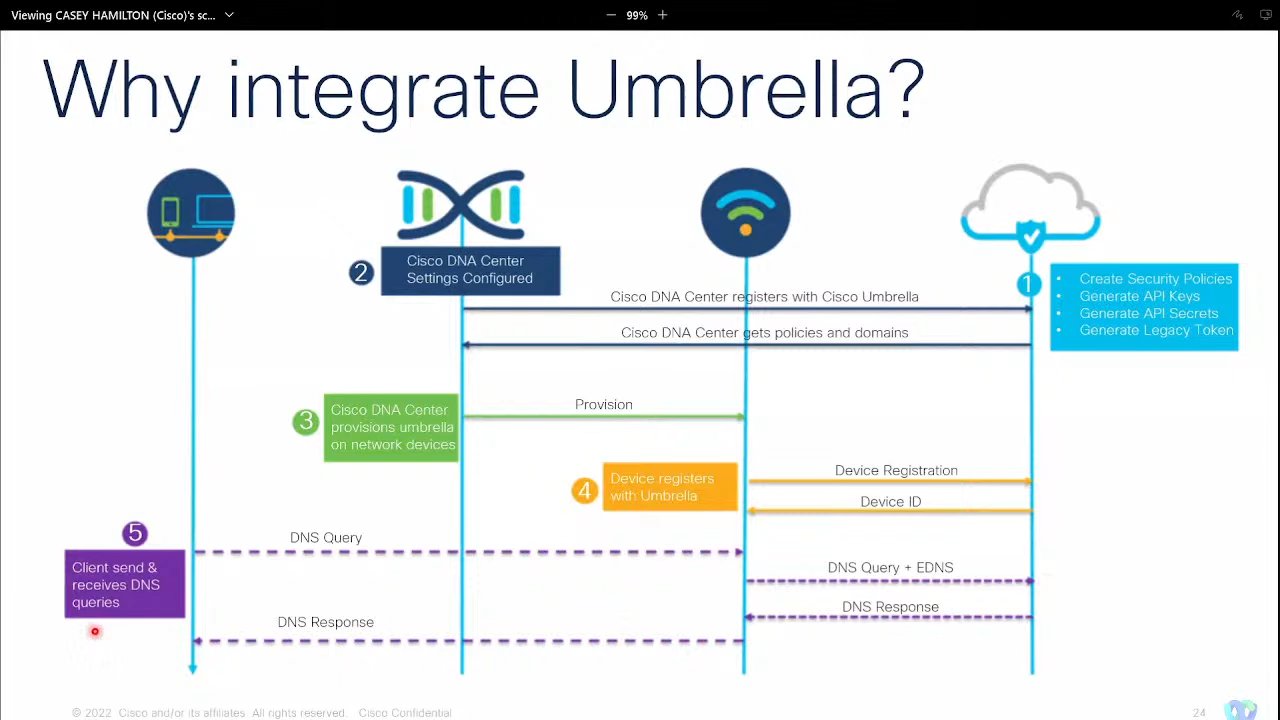 Viewing CASEY HAMILTON (Cisco)'s sc...
99%
Why integrate Umbrella?
2
Cisco DNA Center
Settings Configured
Cisco DNA Center registers with Cisco Umbrella
Cisco DNA Center gets policies and domains
1
• Create Security Policies
• Generate API Keys
• Generate API Secrets
• Generate Legacy Token
3
Cisco DNA Center
provisions umbrella
on network devices
Provision
4
Device registers
with Umbrella
Device Registration
Device ID
5
Client send &
receives DNS
queries
DNS Query
DNS Query + EDNS
DNS Response
DNS Response
© 2022 Cisco and/or its affiliates All rights reserved. Cisco Confidential
24